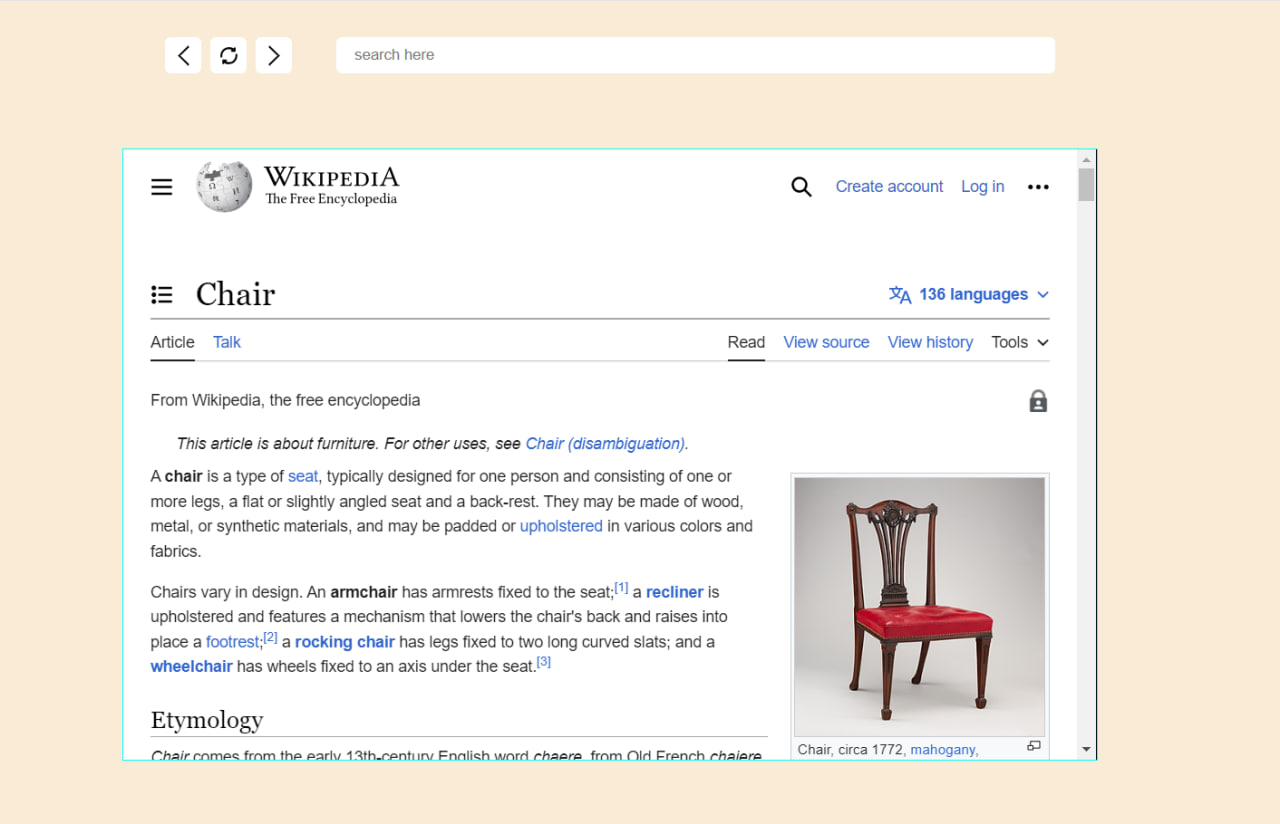 search here
WIKIPEDIA
The Free Encyclopedia
Create account Log in
Chair
136 languages
Article Talk Read View source View history Tools
From Wikipedia, the free encyclopedia
This article is about furniture. For other uses, see Chair (disambiguation).
A chair is a type of seat, typically designed for one person and consisting of one or
more legs, a flat or slightly angled seat and a back-rest. They may be made of wood,
metal, or synthetic materials, and may be padded or upholstered in various colors and
fabrics.
Chairs vary in design. An armchair has armrests fixed to the seat;[1] a recliner is
upholstered and features a mechanism that lowers the chair's back and raises into
place a footrest;[2] a rocking chair has legs fixed to two long curved slats; and a
wheelchair has wheels fixed to an axis under the seat.[3]
Etymology
Chair comes from the early 13th-century English word chaere, from Old French chaiere
Chair, circa 1772, mahogany,